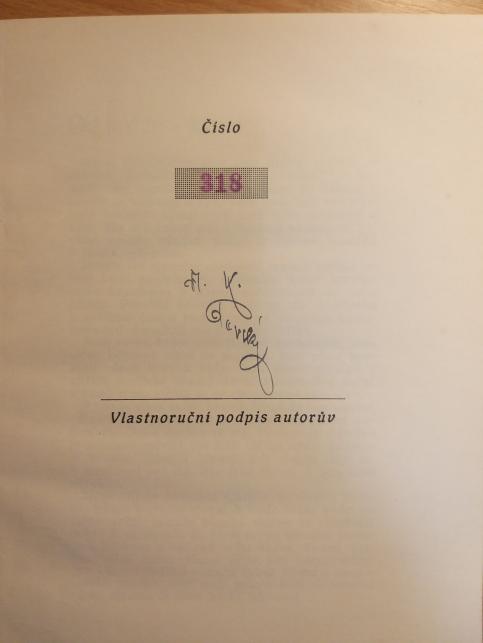 Číslo
318
A. V.
Vlastnoruční podpis autorův